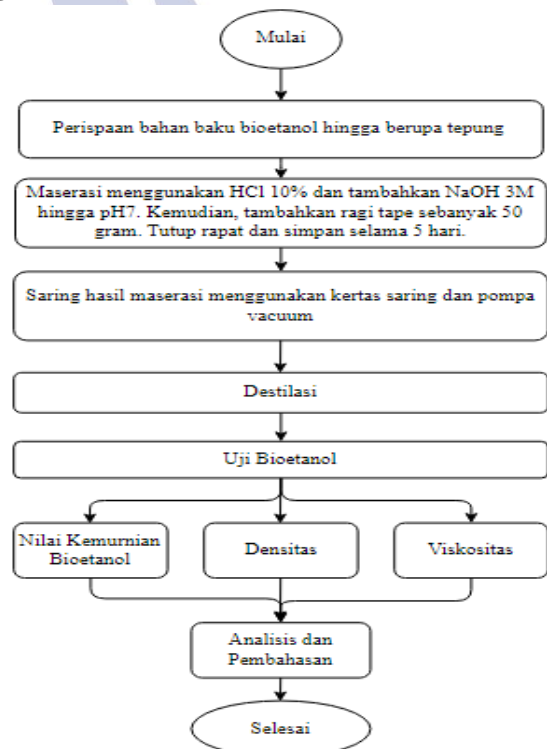 Mulai
Perispaan bahan baku bioetanol hingga berupa tepung
Maserasi menggunakan HCl 10% dan tambahkan NaOH 3M
hingga pH7. Kemudian, tambahkan ragi tape sebanyak 50
gram. Tutup rapat dan simpan selama 5 hari.
Saring hasil maserasi menggunakan kertas saring dan pompa
vacuum
Destilasi
Uji Bioetanol
Nilai Kemurnian
Bioetanol
Densitas
Viskositas
Analisis dan
Pembahasan
Selesai